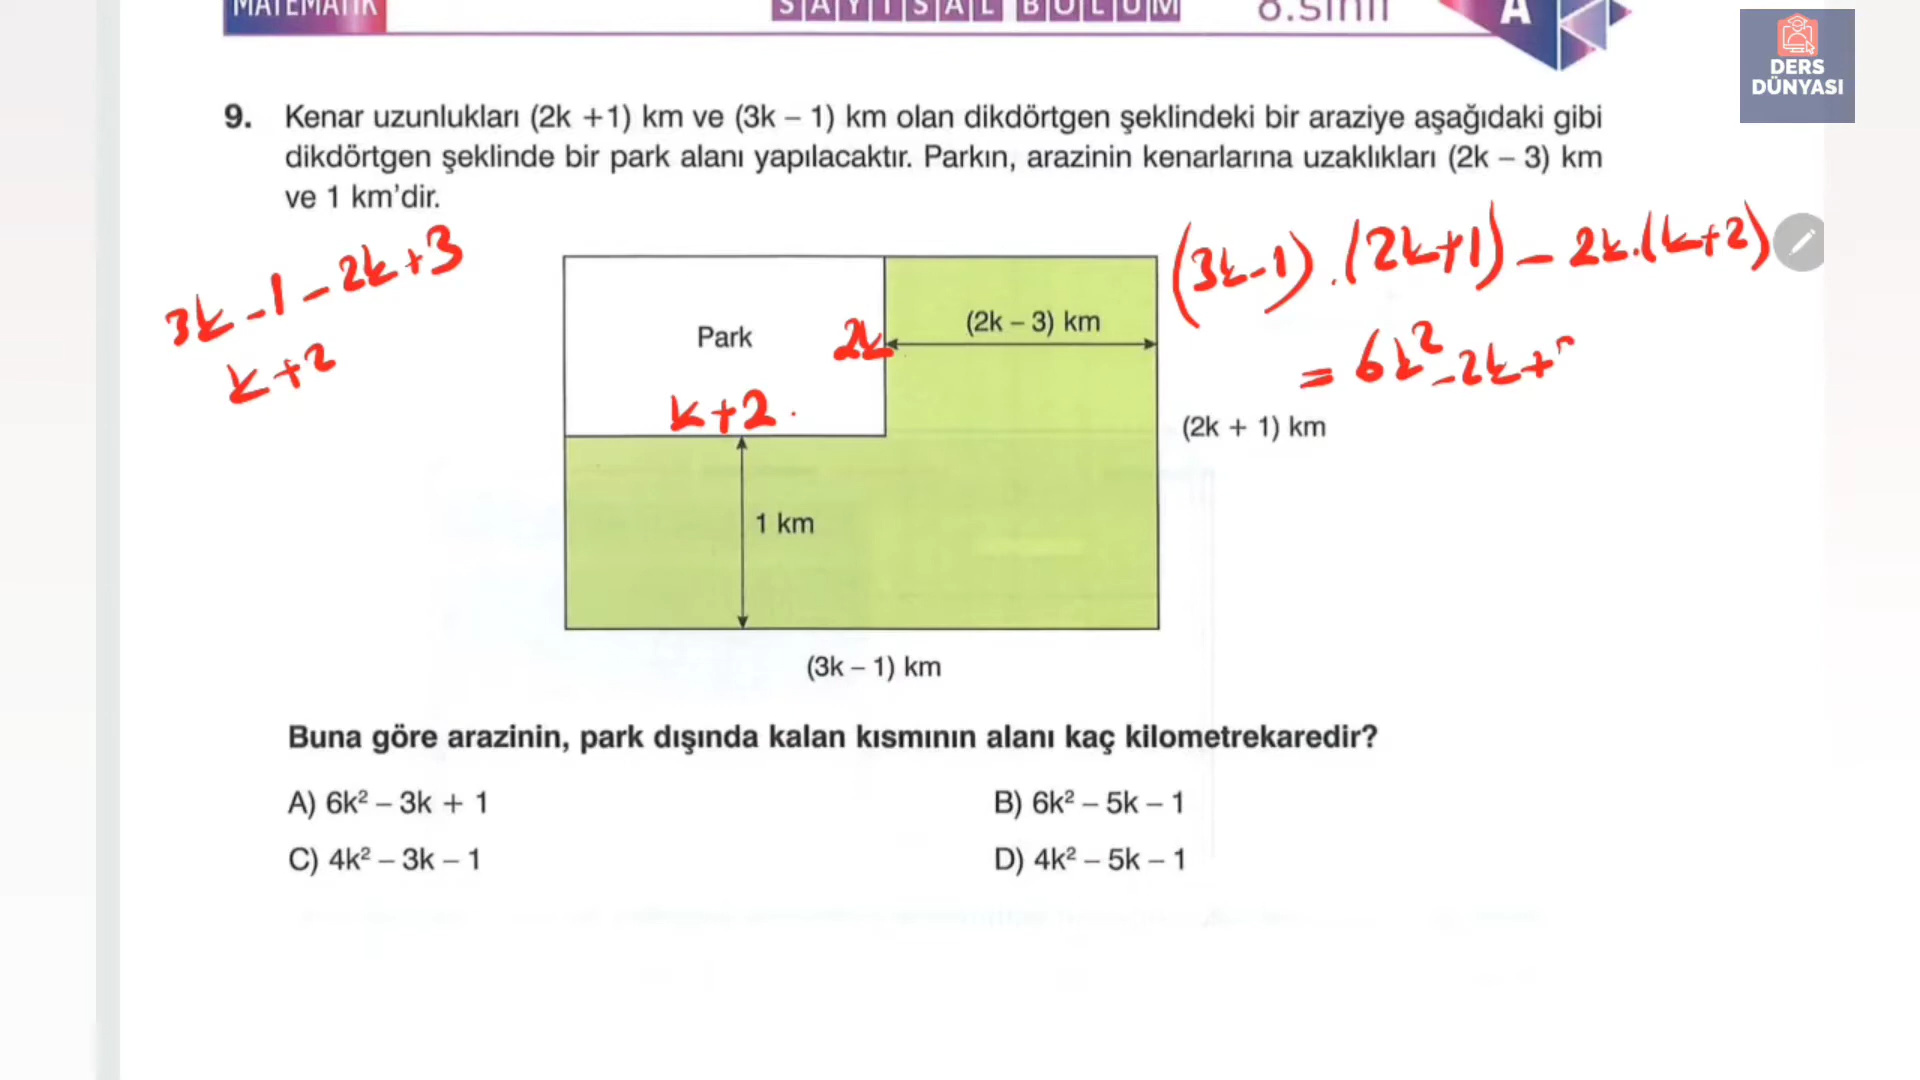 MATEMATİK
SAYISAL BÖLÜM
8.sınıf
A
DERS
DÜNYASI
9. Kenar uzunlukları (2k +1) km ve (3k – 1) km olan dikdörtgen şeklindeki bir araziye aşağıdaki gibi
dikdörtgen şeklinde bir park alanı yapılacaktır. Parkın, arazinin kenarlarına uzaklıkları (2k – 3) km
ve 1 km'dir.
3k-1-2k+3
k+2
(3k-1).(2k+1)-2k.(k+2)
= 6k²-2k+
Park
2k
(2k – 3) km
k+2
(2k + 1) km
1 km
(3k – 1) km
Buna göre arazinin, park dışında kalan kısmının alanı kaç kilometrekaredir?
A) 6k² – 3k + 1
B) 6k² – 5k – 1
C) 4k² – 3k – 1
D) 4k² – 5k – 1